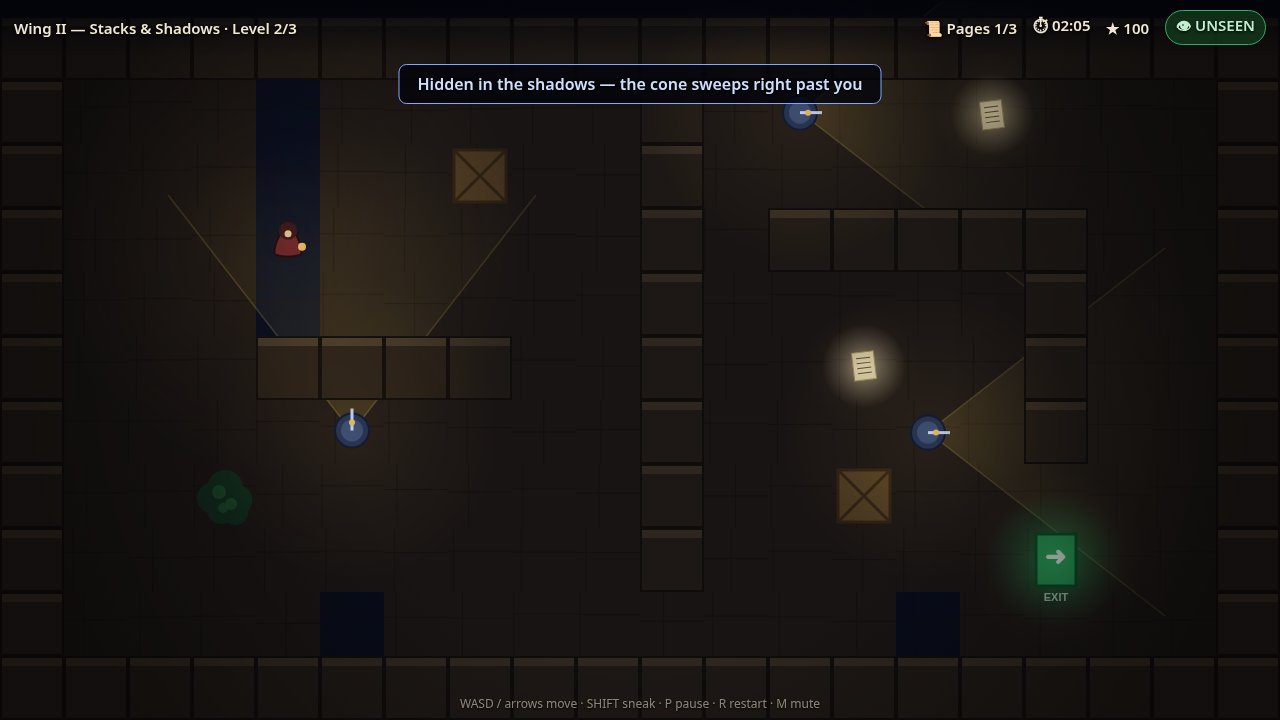 Wing II — Stacks & Shadows · Level 2/3
📜 Pages 1/3
⏱ 02:05
★ 100
👁 UNSEEN
Hidden in the shadows — the cone sweeps right past you
EXIT
WASD / arrows move · SHIFT sneak · P pause · R restart · M mute